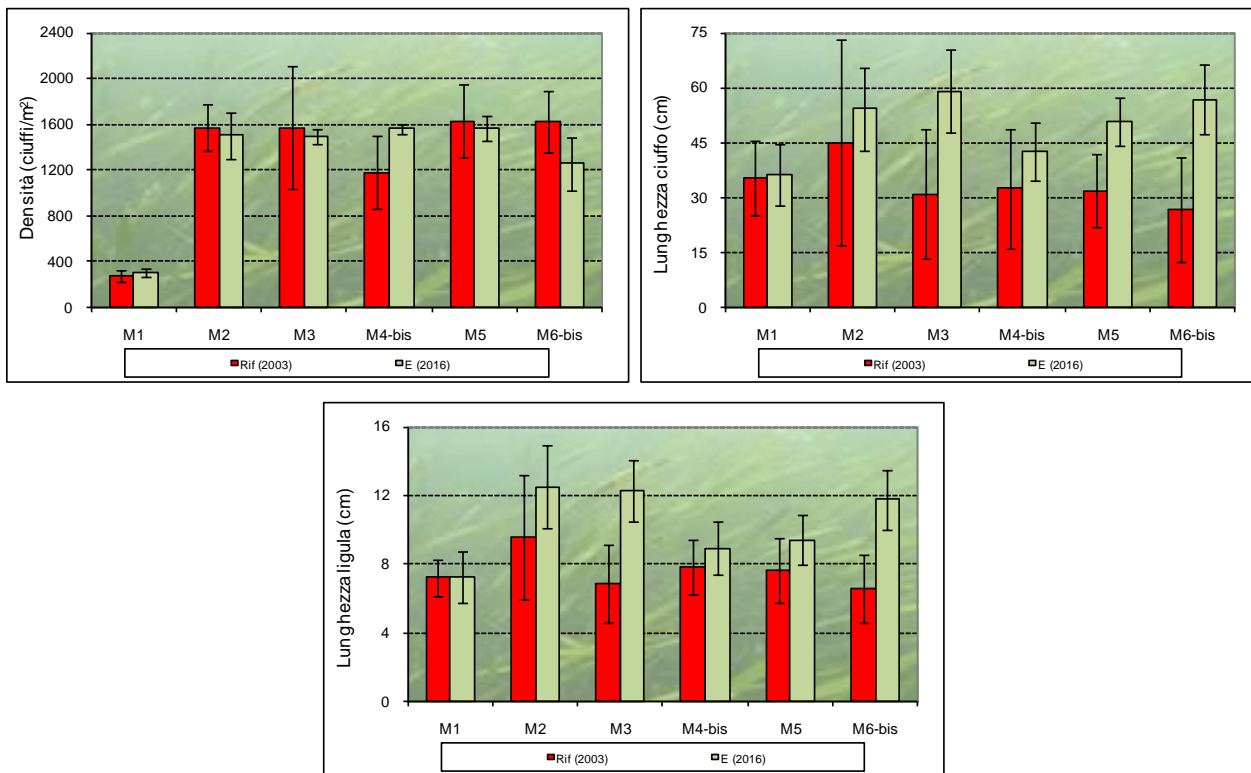 Densità (ciuffi/m²)
2400
2000
1600
1200
800
400
0
M1 M2 M3 M4-bis M5 M6-bis
Rif (2003) E (2016)
Lunghezza ciuffo (cm)
75
60
45
30
15
0
M1 M2 M3 M4-bis M5 M6-bis
Rif (2003) E (2016)
Lunghezza ligula (cm)
16
12
8
4
0
M1 M2 M3 M4-bis M5 M6-bis
Rif (2003) E (2016)